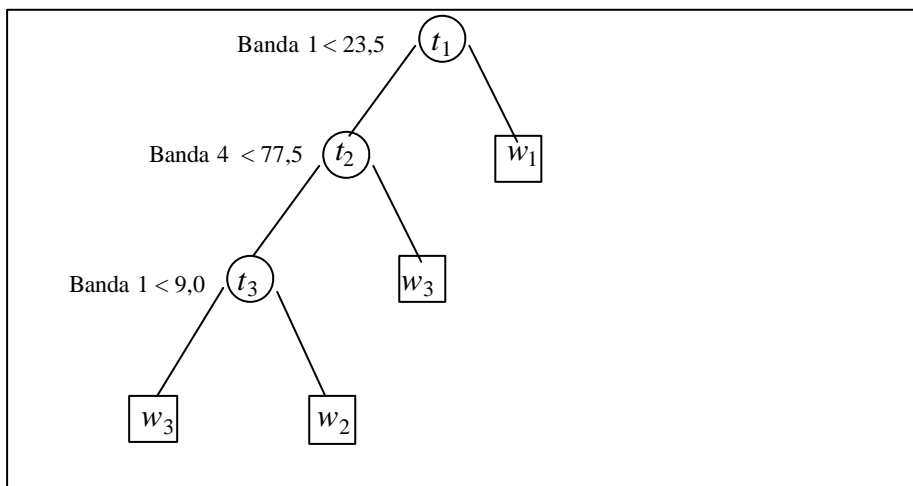 Banda 1 < 23,5 t₁
Banda 4 < 77,5 t₂ w₁
Banda 1 < 9,0 t₃ w₃
w₃ w₂